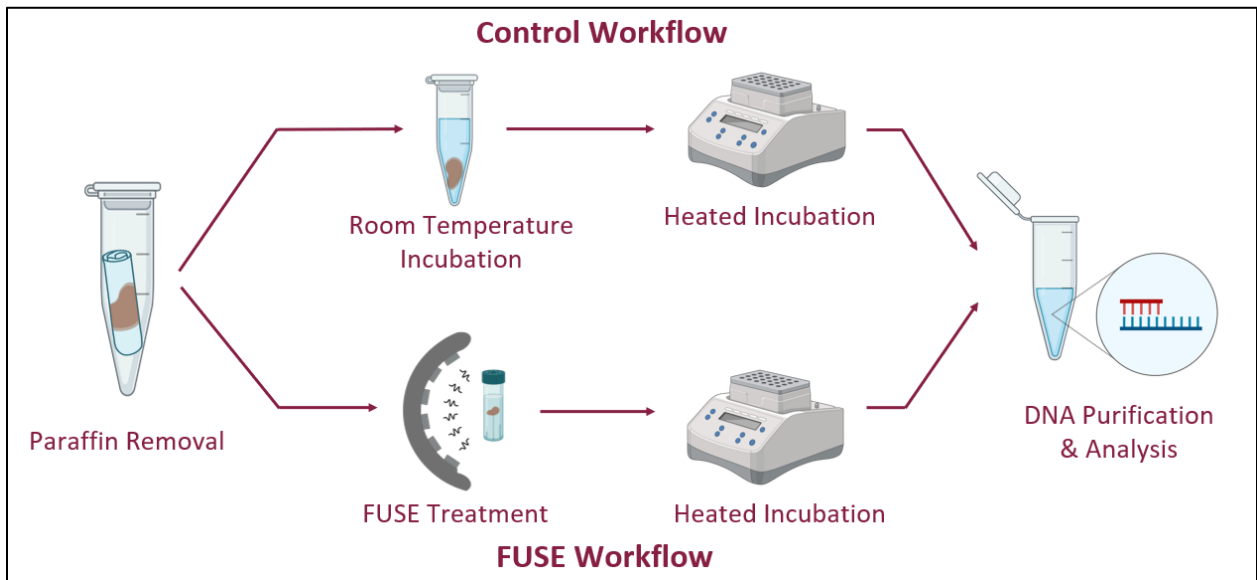 Control Workflow
Room Temperature
Incubation
Heated Incubation
Paraffin Removal
DNA Purification
& Analysis
FUSE Treatment
Heated Incubation
FUSE Workflow